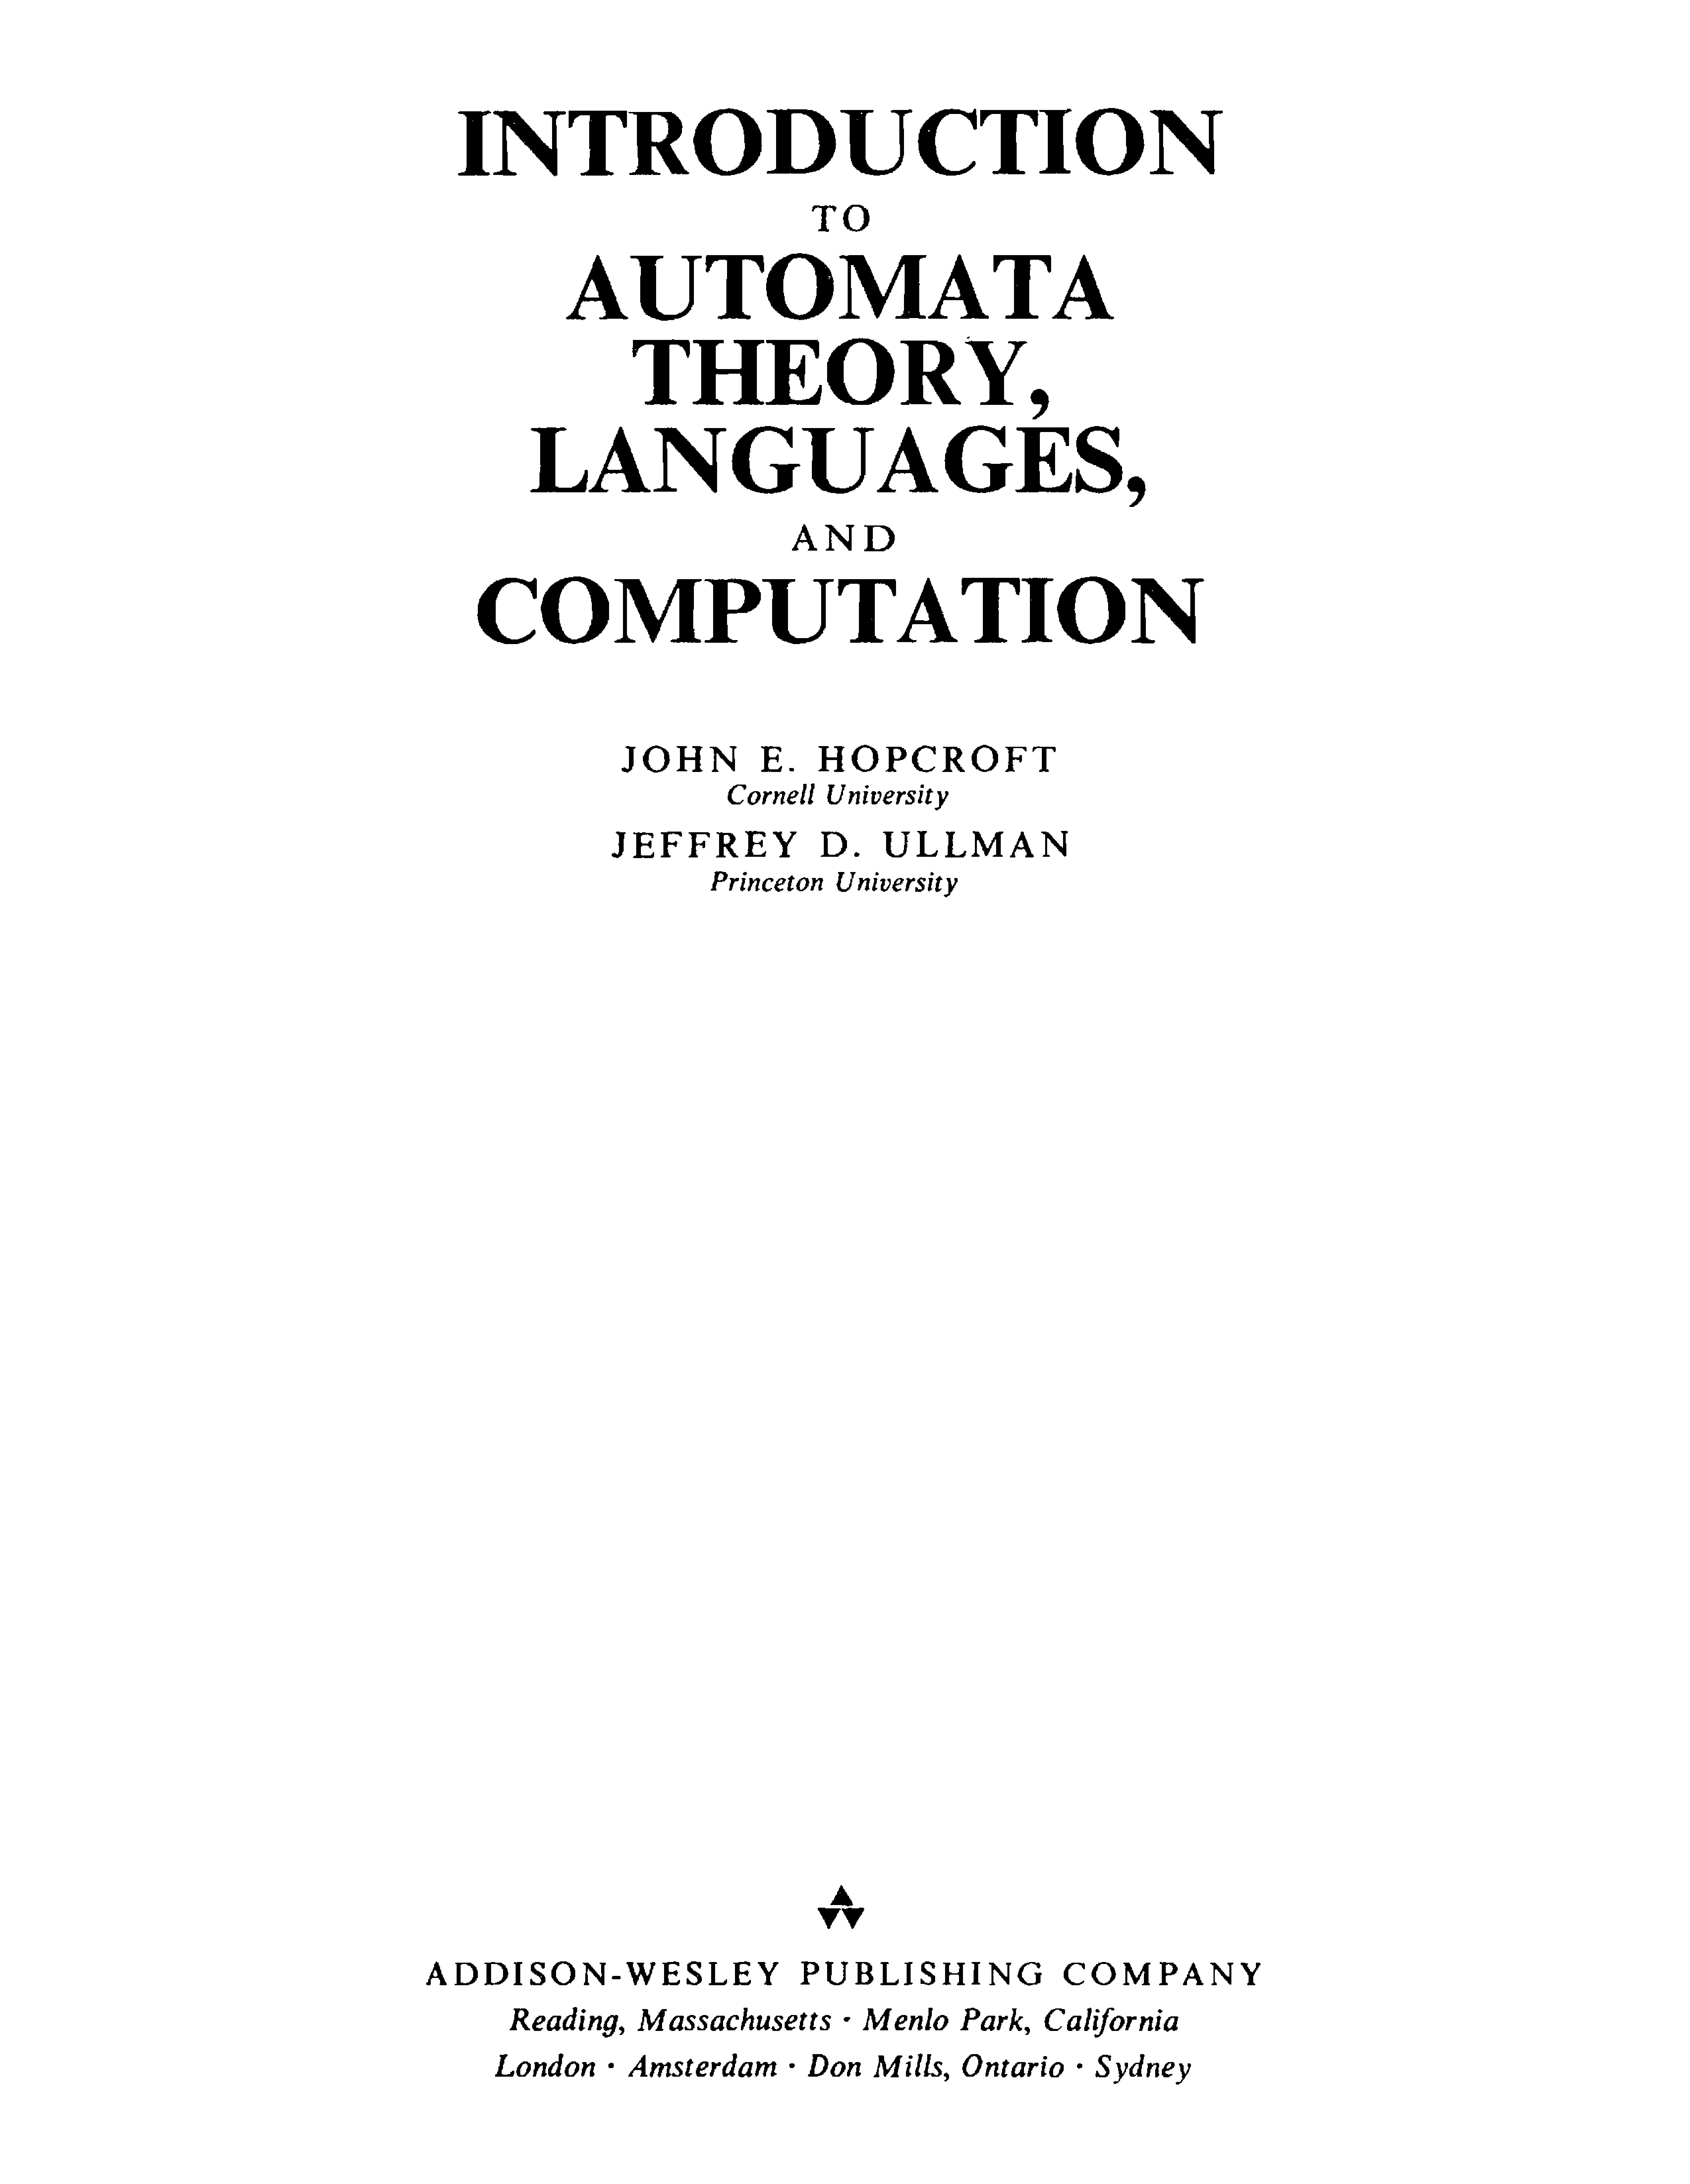 INTRODUCTION
TO
AUTOMATA
THEORY,
LANGUAGES,
AND
COMPUTATION
JOHN E. HOPCROFT
Cornell University
JEFFREY D. ULLMAN
Princeton University
ADDISON-WESLEY PUBLISHING COMPANY
Reading, Massachusetts · Menlo Park, California
London · Amsterdam · Don Mills, Ontario · Sydney